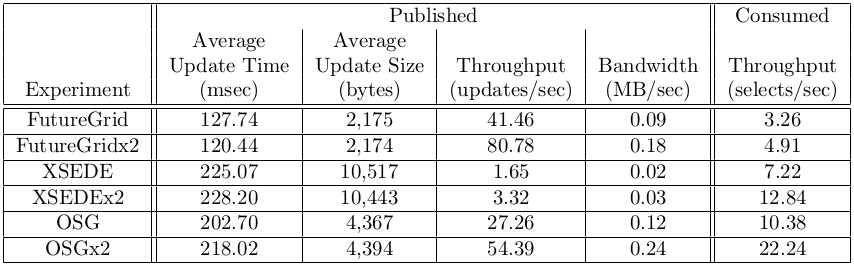 Published Consumed
Average Average
Update Time Update Size Throughput Bandwidth Throughput
Experiment (msec) (bytes) (updates/sec) (MB/sec) (selects/sec)
FutureGrid 127.74 2,175 41.46 0.09 3.26
FutureGridx2 120.44 2,174 80.78 0.18 4.91
XSEDE 225.07 10,517 1.65 0.02 7.22
XSEDEx2 228.20 10,443 3.32 0.03 12.84
OSG 202.70 4,367 27.26 0.12 10.38
OSGx2 218.02 4,394 54.39 0.24 22.24